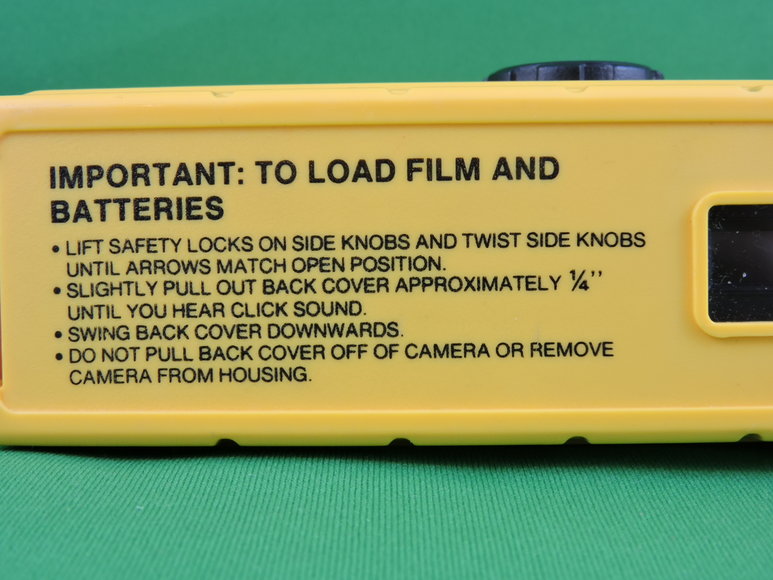 IMPORTANT: TO LOAD FILM AND
BATTERIES
• LIFT SAFETY LOCKS ON SIDE KNOBS AND TWIST SIDE KNOBS
UNTIL ARROWS MATCH OPEN POSITION.
• SLIGHTLY PULL OUT BACK COVER APPROXIMATELY ¼''
UNTIL YOU HEAR CLICK SOUND.
• SWING BACK COVER DOWNWARDS.
• DO NOT PULL BACK COVER OFF OF CAMERA OR REMOVE
CAMERA FROM HOUSING.